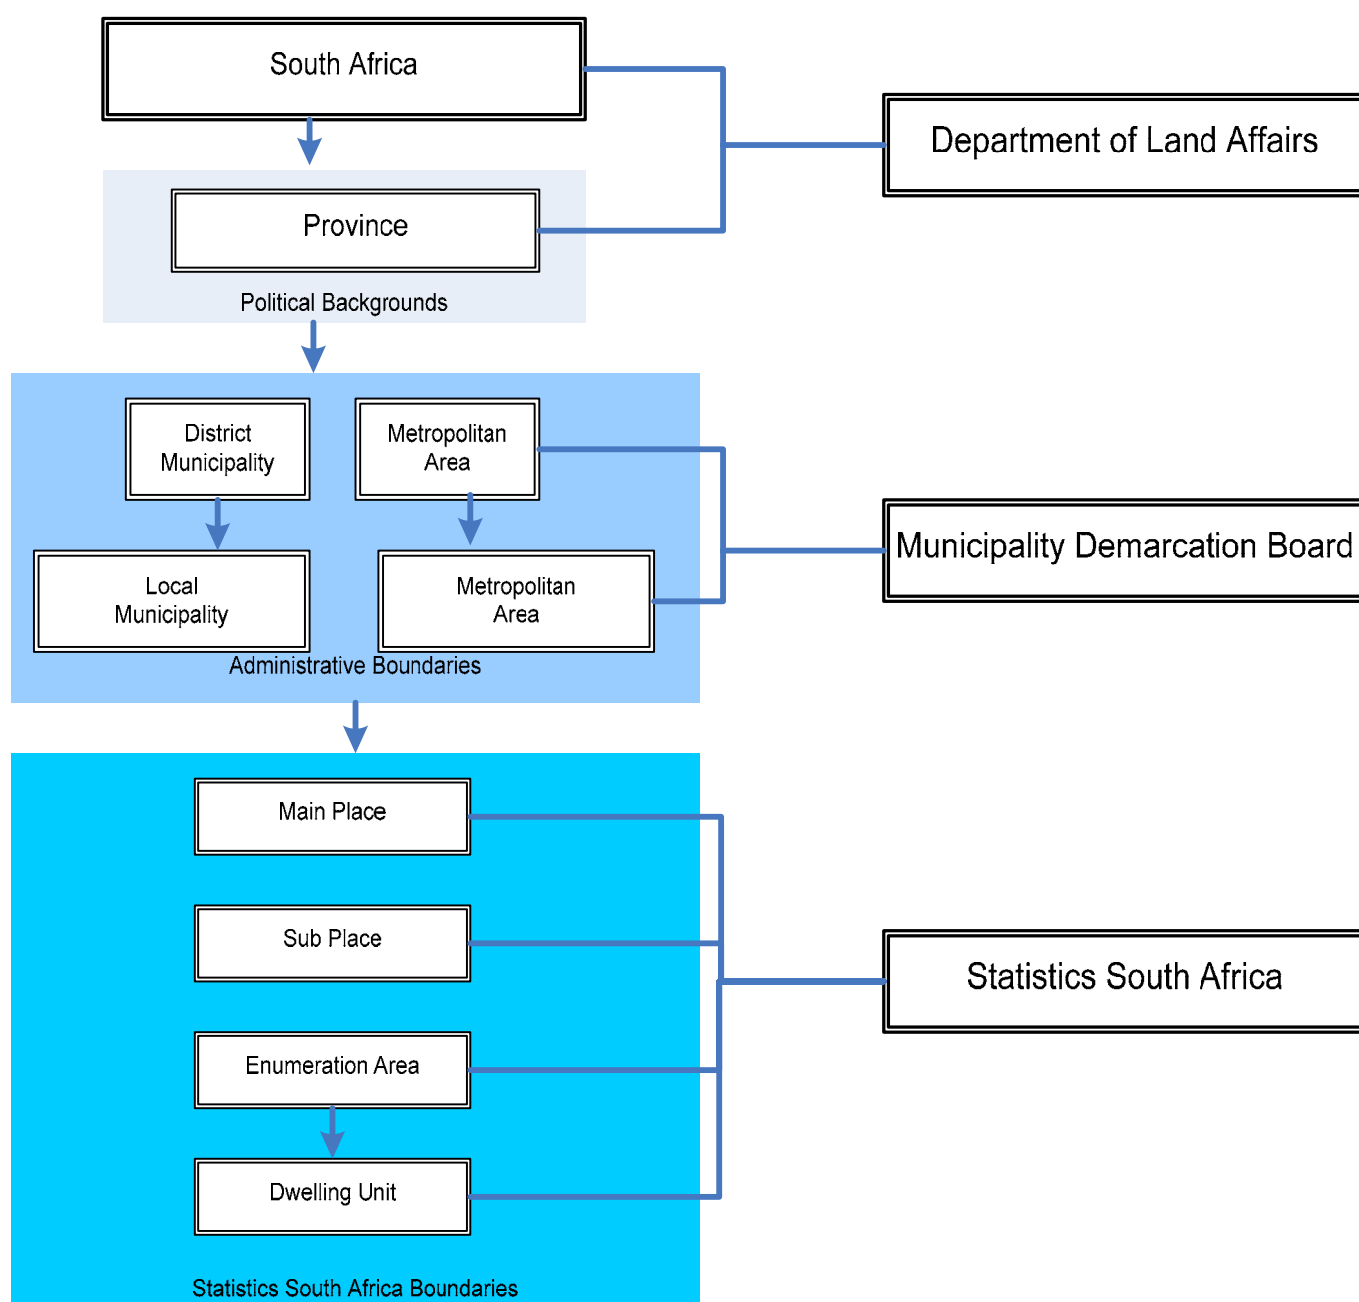 South Africa
Department of Land Affairs
Province
Political Backgrounds
District
Municipality
Metropolitan
Area
Local
Municipality
Metropolitan
Area
Administrative Boundaries
Municipality Demarcation Board
Main Place
Sub Place
Enumeration Area
Dwelling Unit
Statistics South Africa Boundaries
Statistics South Africa